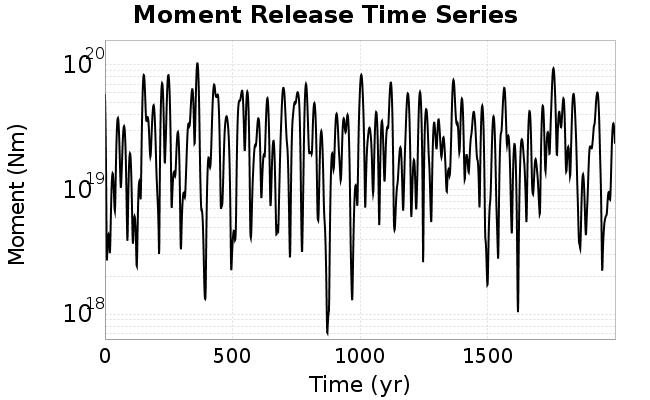 Moment Release Time Series
Moment (Nm)
10^20
10^19
10^18
0 500 1000 1500
Time (yr)